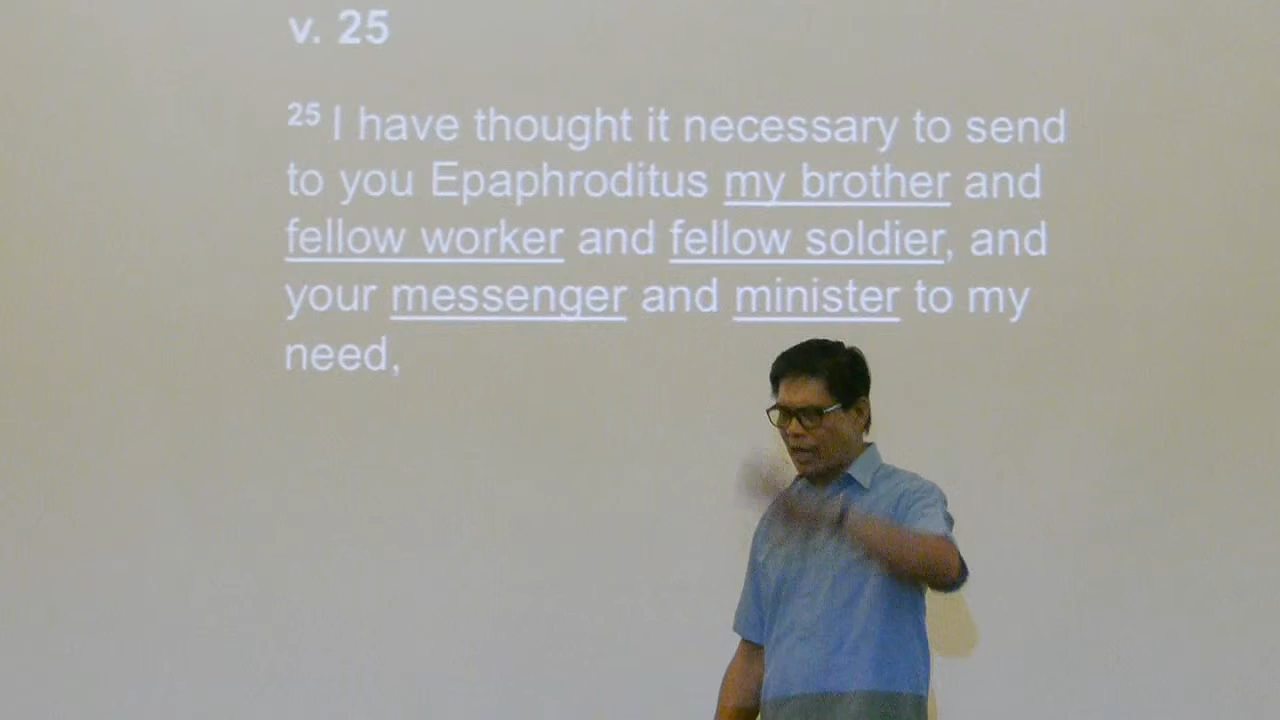 v. 25
25 I have thought it necessary to send
to you Epaphroditus my brother and
fellow worker and fellow soldier, and
your messenger and minister to my
need,